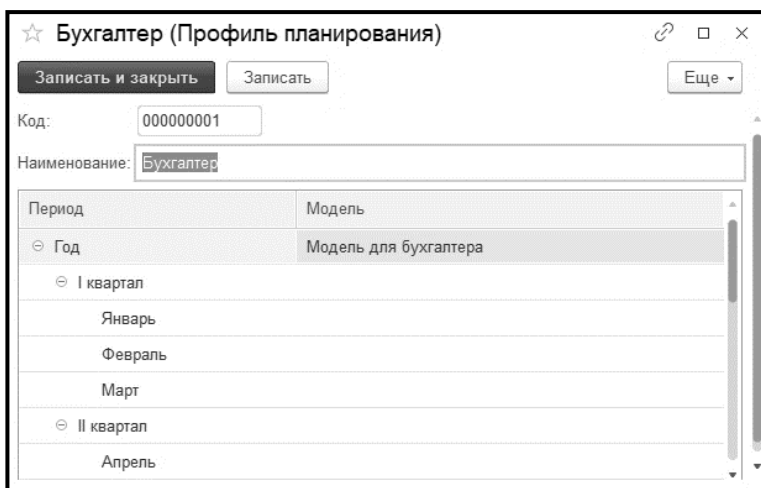 Бухгалтер (Профиль планирования)
Записать и закрыть Записать Еще
Код: 000000001
Наименование: Бухгалтер
Период Модель
Год Модель для бухгалтера
I квартал
Январь
Февраль
Март
II квартал
Апрель